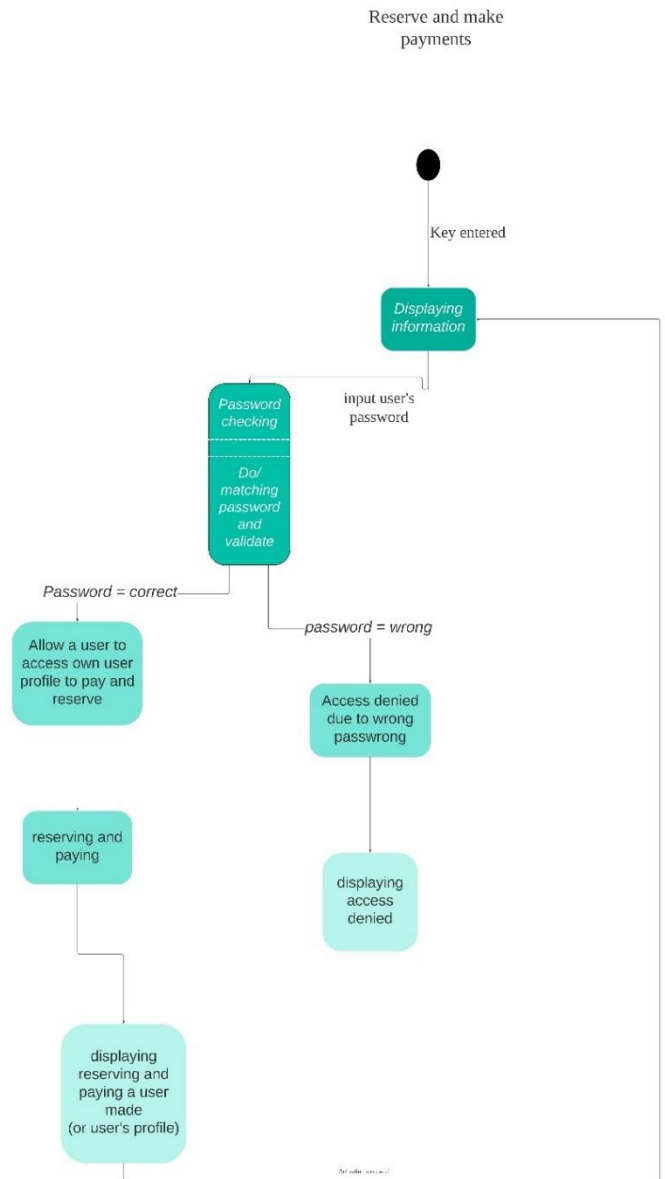 Reserve and make
payments
Key entered
Displaying
information
input user's
password
Password
checking
Do/
matching
password
and
validate
Password = correct
password = wrong
Allow a user to
access own user
profile to pay and
reserve
Access denied
due to wrong
passwrong
reserving and
paying
displaying
access
denied
displaying
reserving and
paying a user
made
(or user's profile)